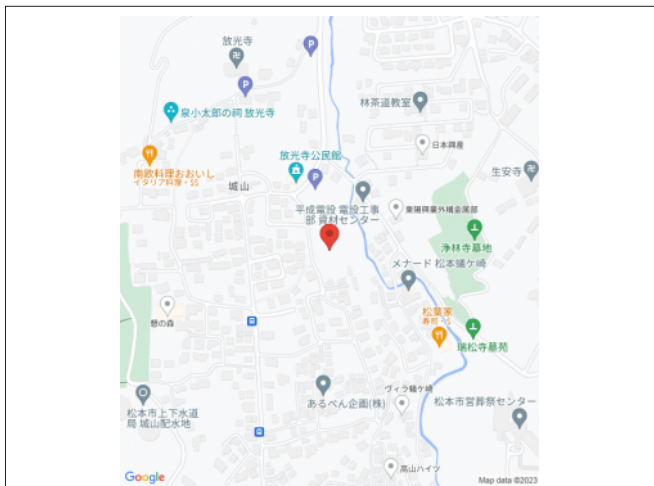 放光寺
P
P
林茶道教室
泉小太郎の祠 放光寺
日本興産
放光寺公民館
南欧料理おおいし
イタリア料理・$$
生安寺
城山
P
平成電設 電設工事
部 資材センター
東陽興業外構金属部
浄林寺墓地
メナード 松本蟻ケ崎
憩の森
松葉家
寿司・$
瑞松寺墓苑
あるぺん企画(株)
ヴィラ蟻ケ崎
松本市上下水道
局 城山配水地
松本市営葬祭センター
高山ハイツ
Google
Map data ©2023